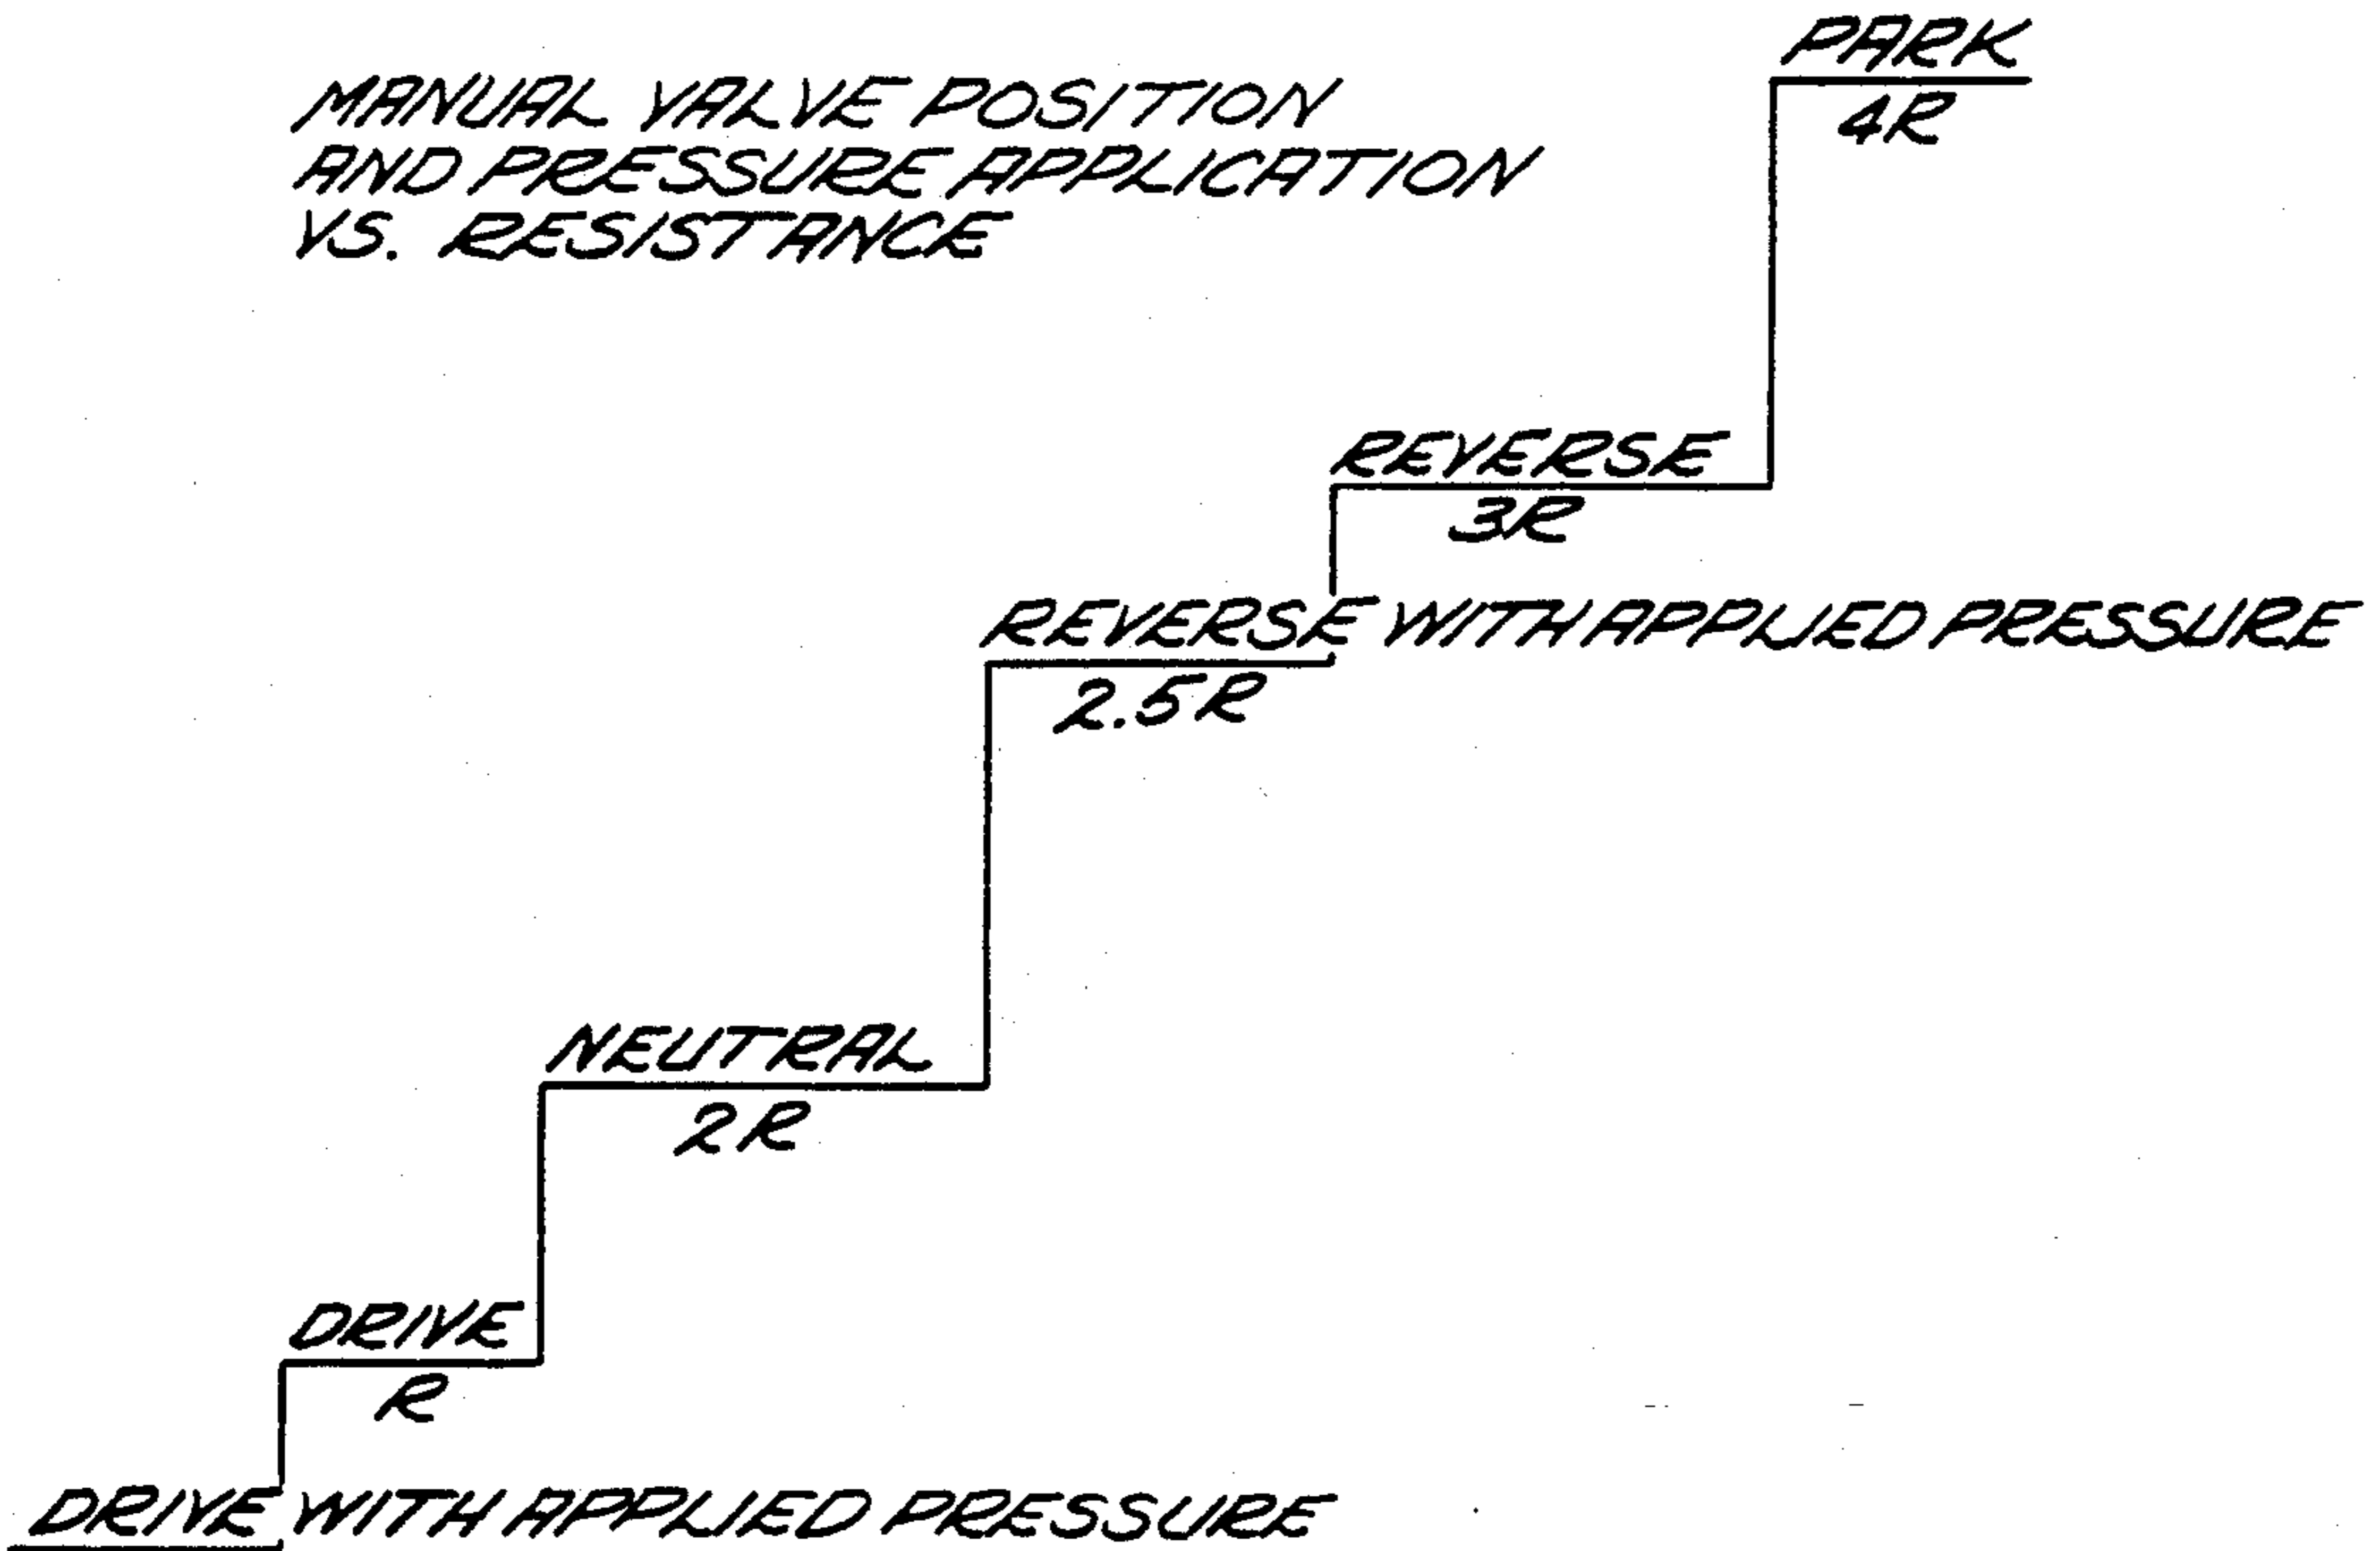 PARK
MANUAL VALVE POSITION
4R
AND PRESSURE APPLICATION
VS. RESISTANCE
REVERSE
3R
REVERSE WITH APPLIED PRESSURE
2.5R
NEUTRAL
2R
DRIVE
R
DRIVE WITH APPLIED PRESSURE